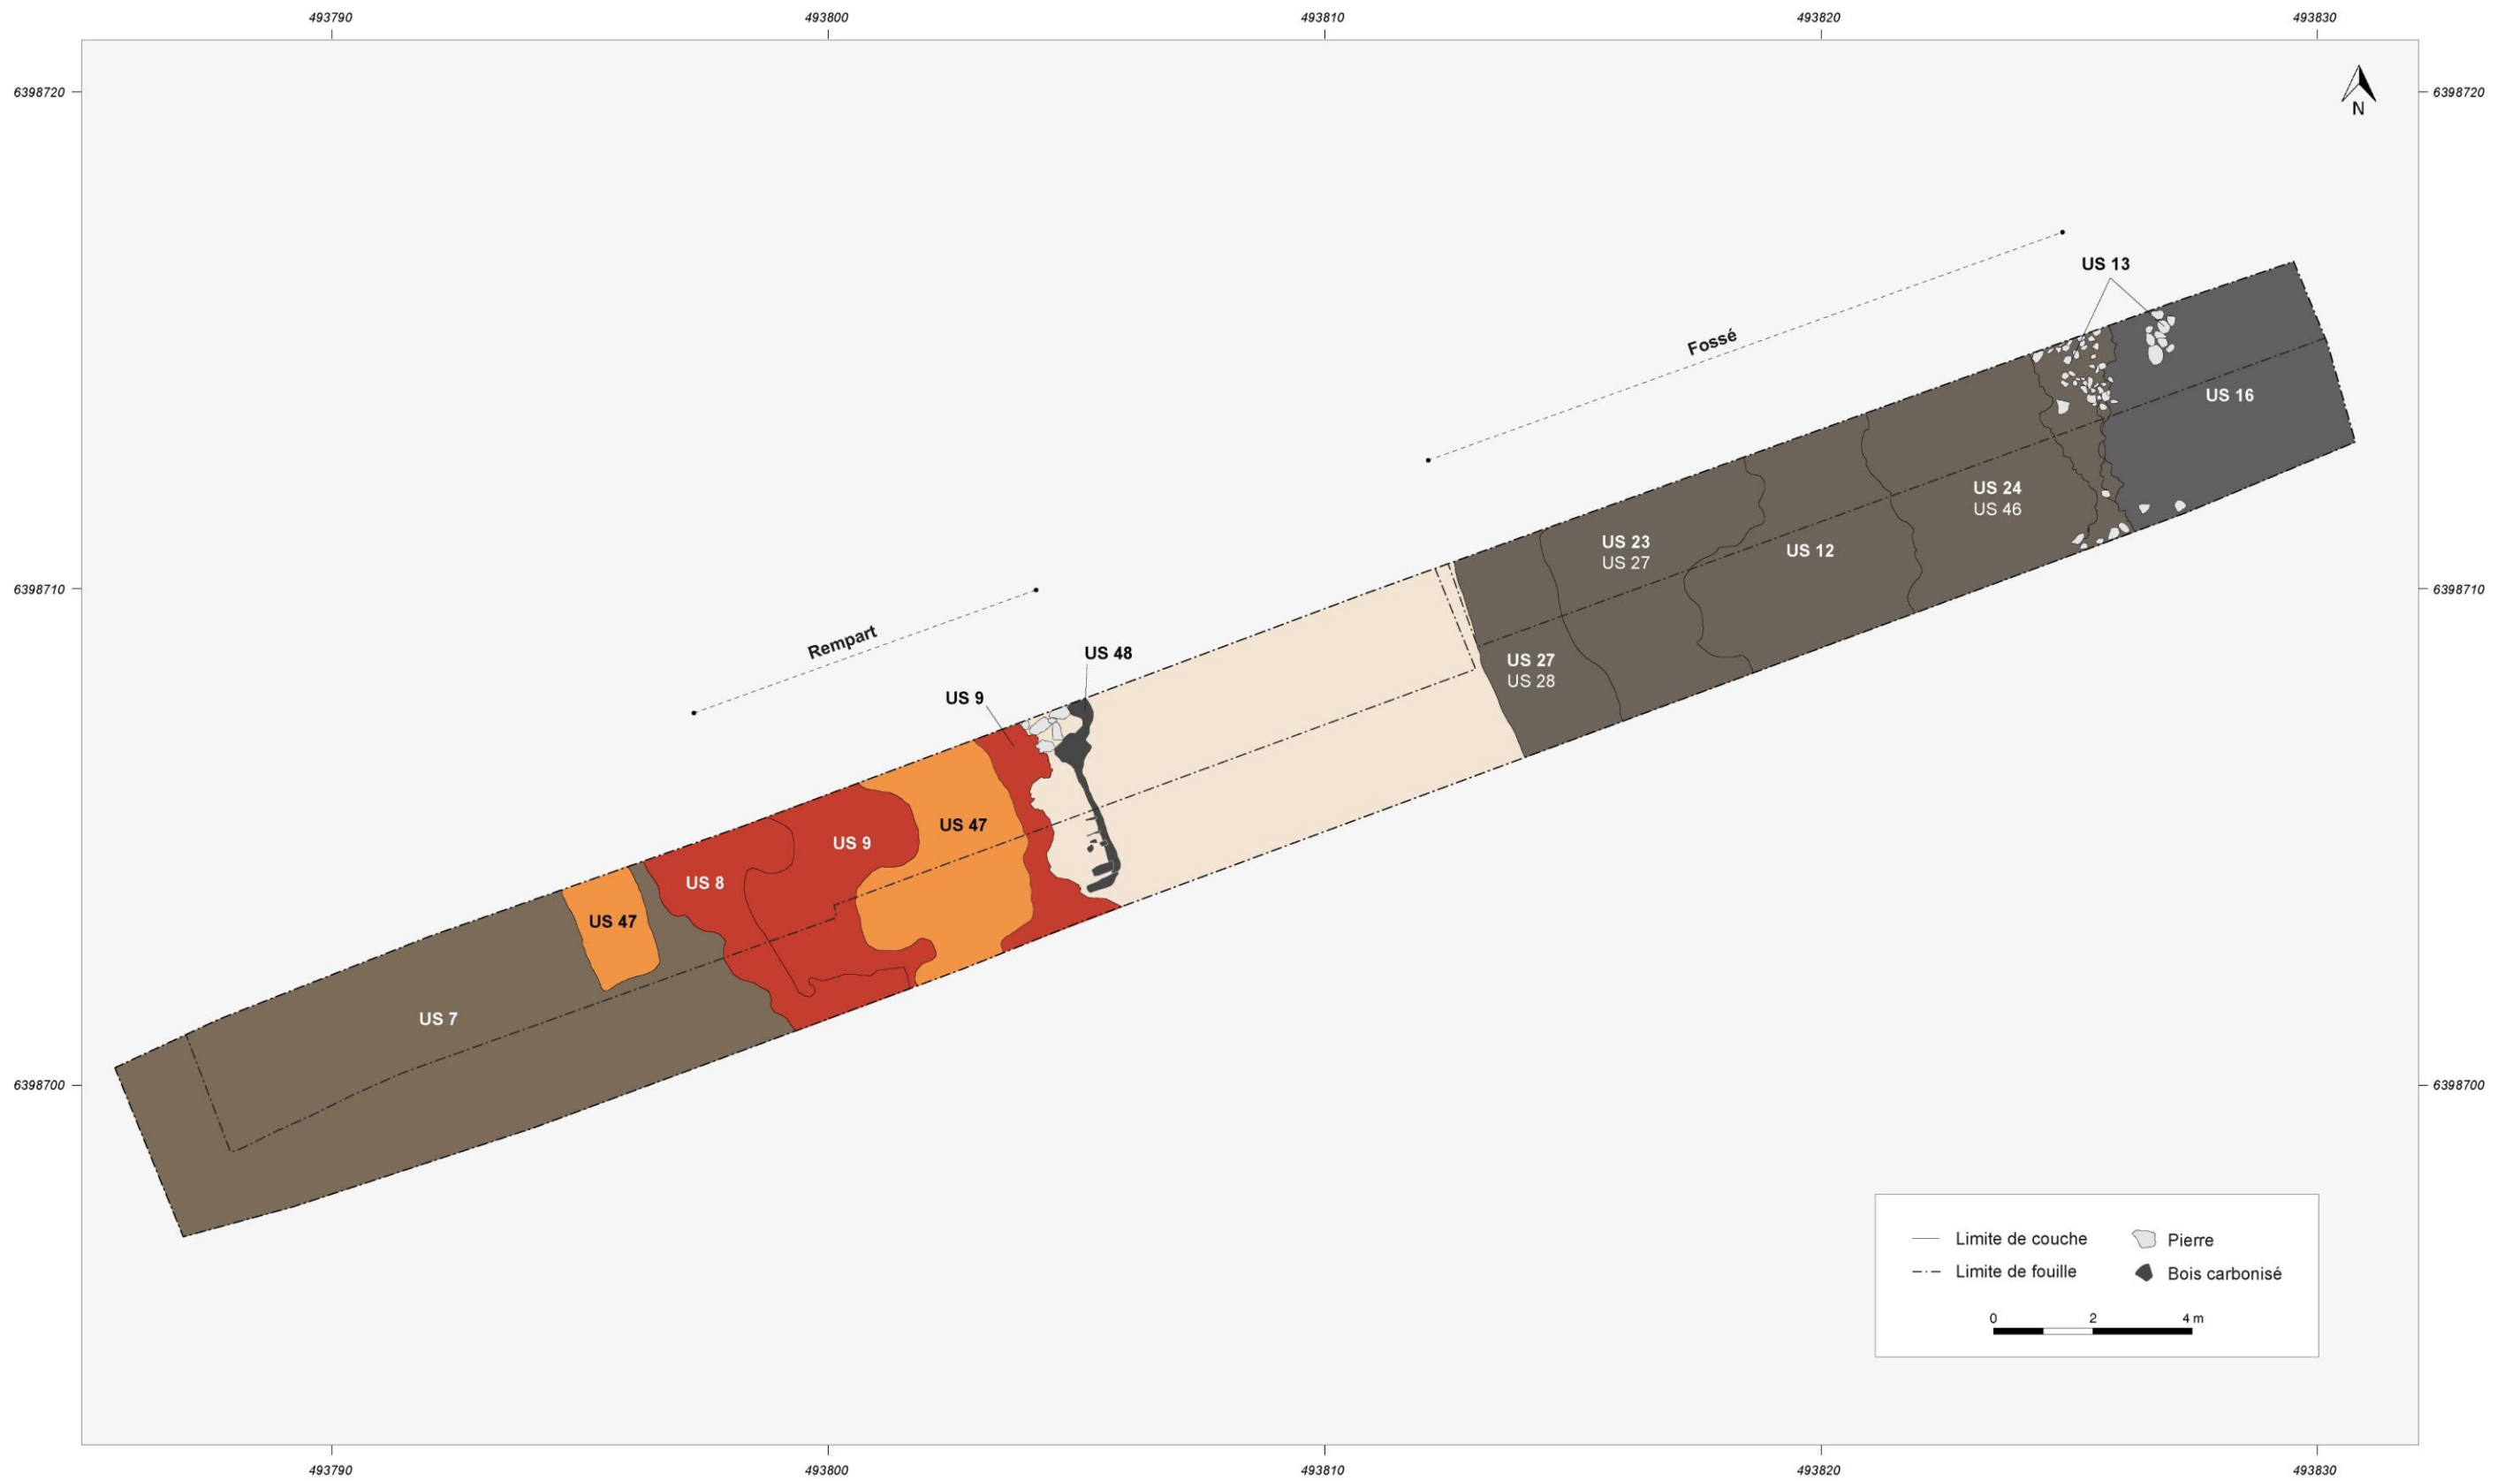 493790
493800
493810
493820
493830
6398720
6398720
N
US 13
Fossé
US 16
US 24
US 46
US 23
US 27
US 12
6398710
6398710
Rempart
US 48
US 27
US 28
US 9
US 47
US 9
US 8
US 47
US 7
6398700
6398700
Limite de couche
Pierre
Limite de fouille
Bois carbonisé
0
2
4 m
493790
493800
493810
493820
493830